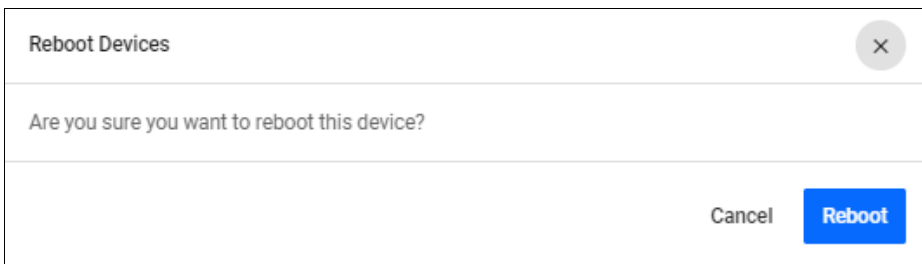 Reboot Devices
Are you sure you want to reboot this device?
Cancel Reboot